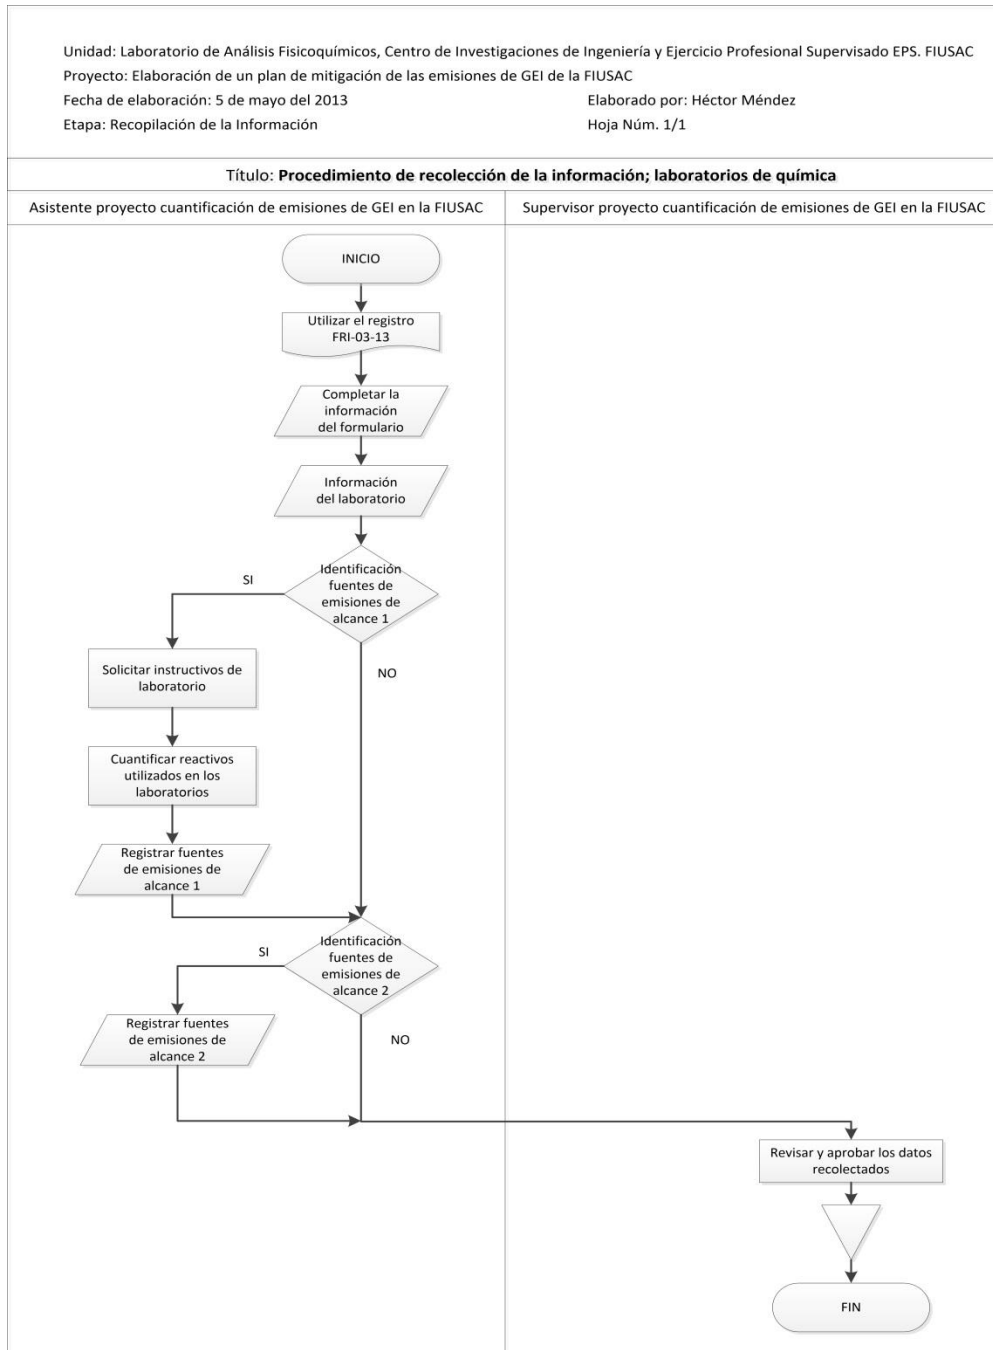 Unidad: Laboratorio de Análisis Fisicoquímicos, Centro de Investigaciones de Ingeniería y Ejercicio Profesional Supervisado EPS. FIUSAC
Proyecto: Elaboración de un plan de mitigación de las emisiones de GEI de la FIUSAC
Fecha de elaboración: 5 de mayo del 2013
Elaborado por: Héctor Méndez
Etapa: Recopilación de la Información
Hoja Núm. 1/1
Título: Procedimiento de recolección de la información; laboratorios de química
Asistente proyecto cuantificación de emisiones de GEI en la FIUSAC
Supervisor proyecto cuantificación de emisiones de GEI en la FIUSAC
INICIO
Utilizar el registro
FRI-03-13
Completar la
información
del formulario
Información
del laboratorio
Identificación
fuentes de
emisiones de
alcance 1
SI
NO
Solicitar instructivos de
laboratorio
Cuantificar reactivos
utilizados en los
laboratorios
Registrar fuentes
de emisiones de
alcance 1
Identificación
fuentes de
emisiones de
alcance 2
SI
NO
Registrar fuentes
de emisiones de
alcance 2
Revisar y aprobar los datos
recolectados
FIN